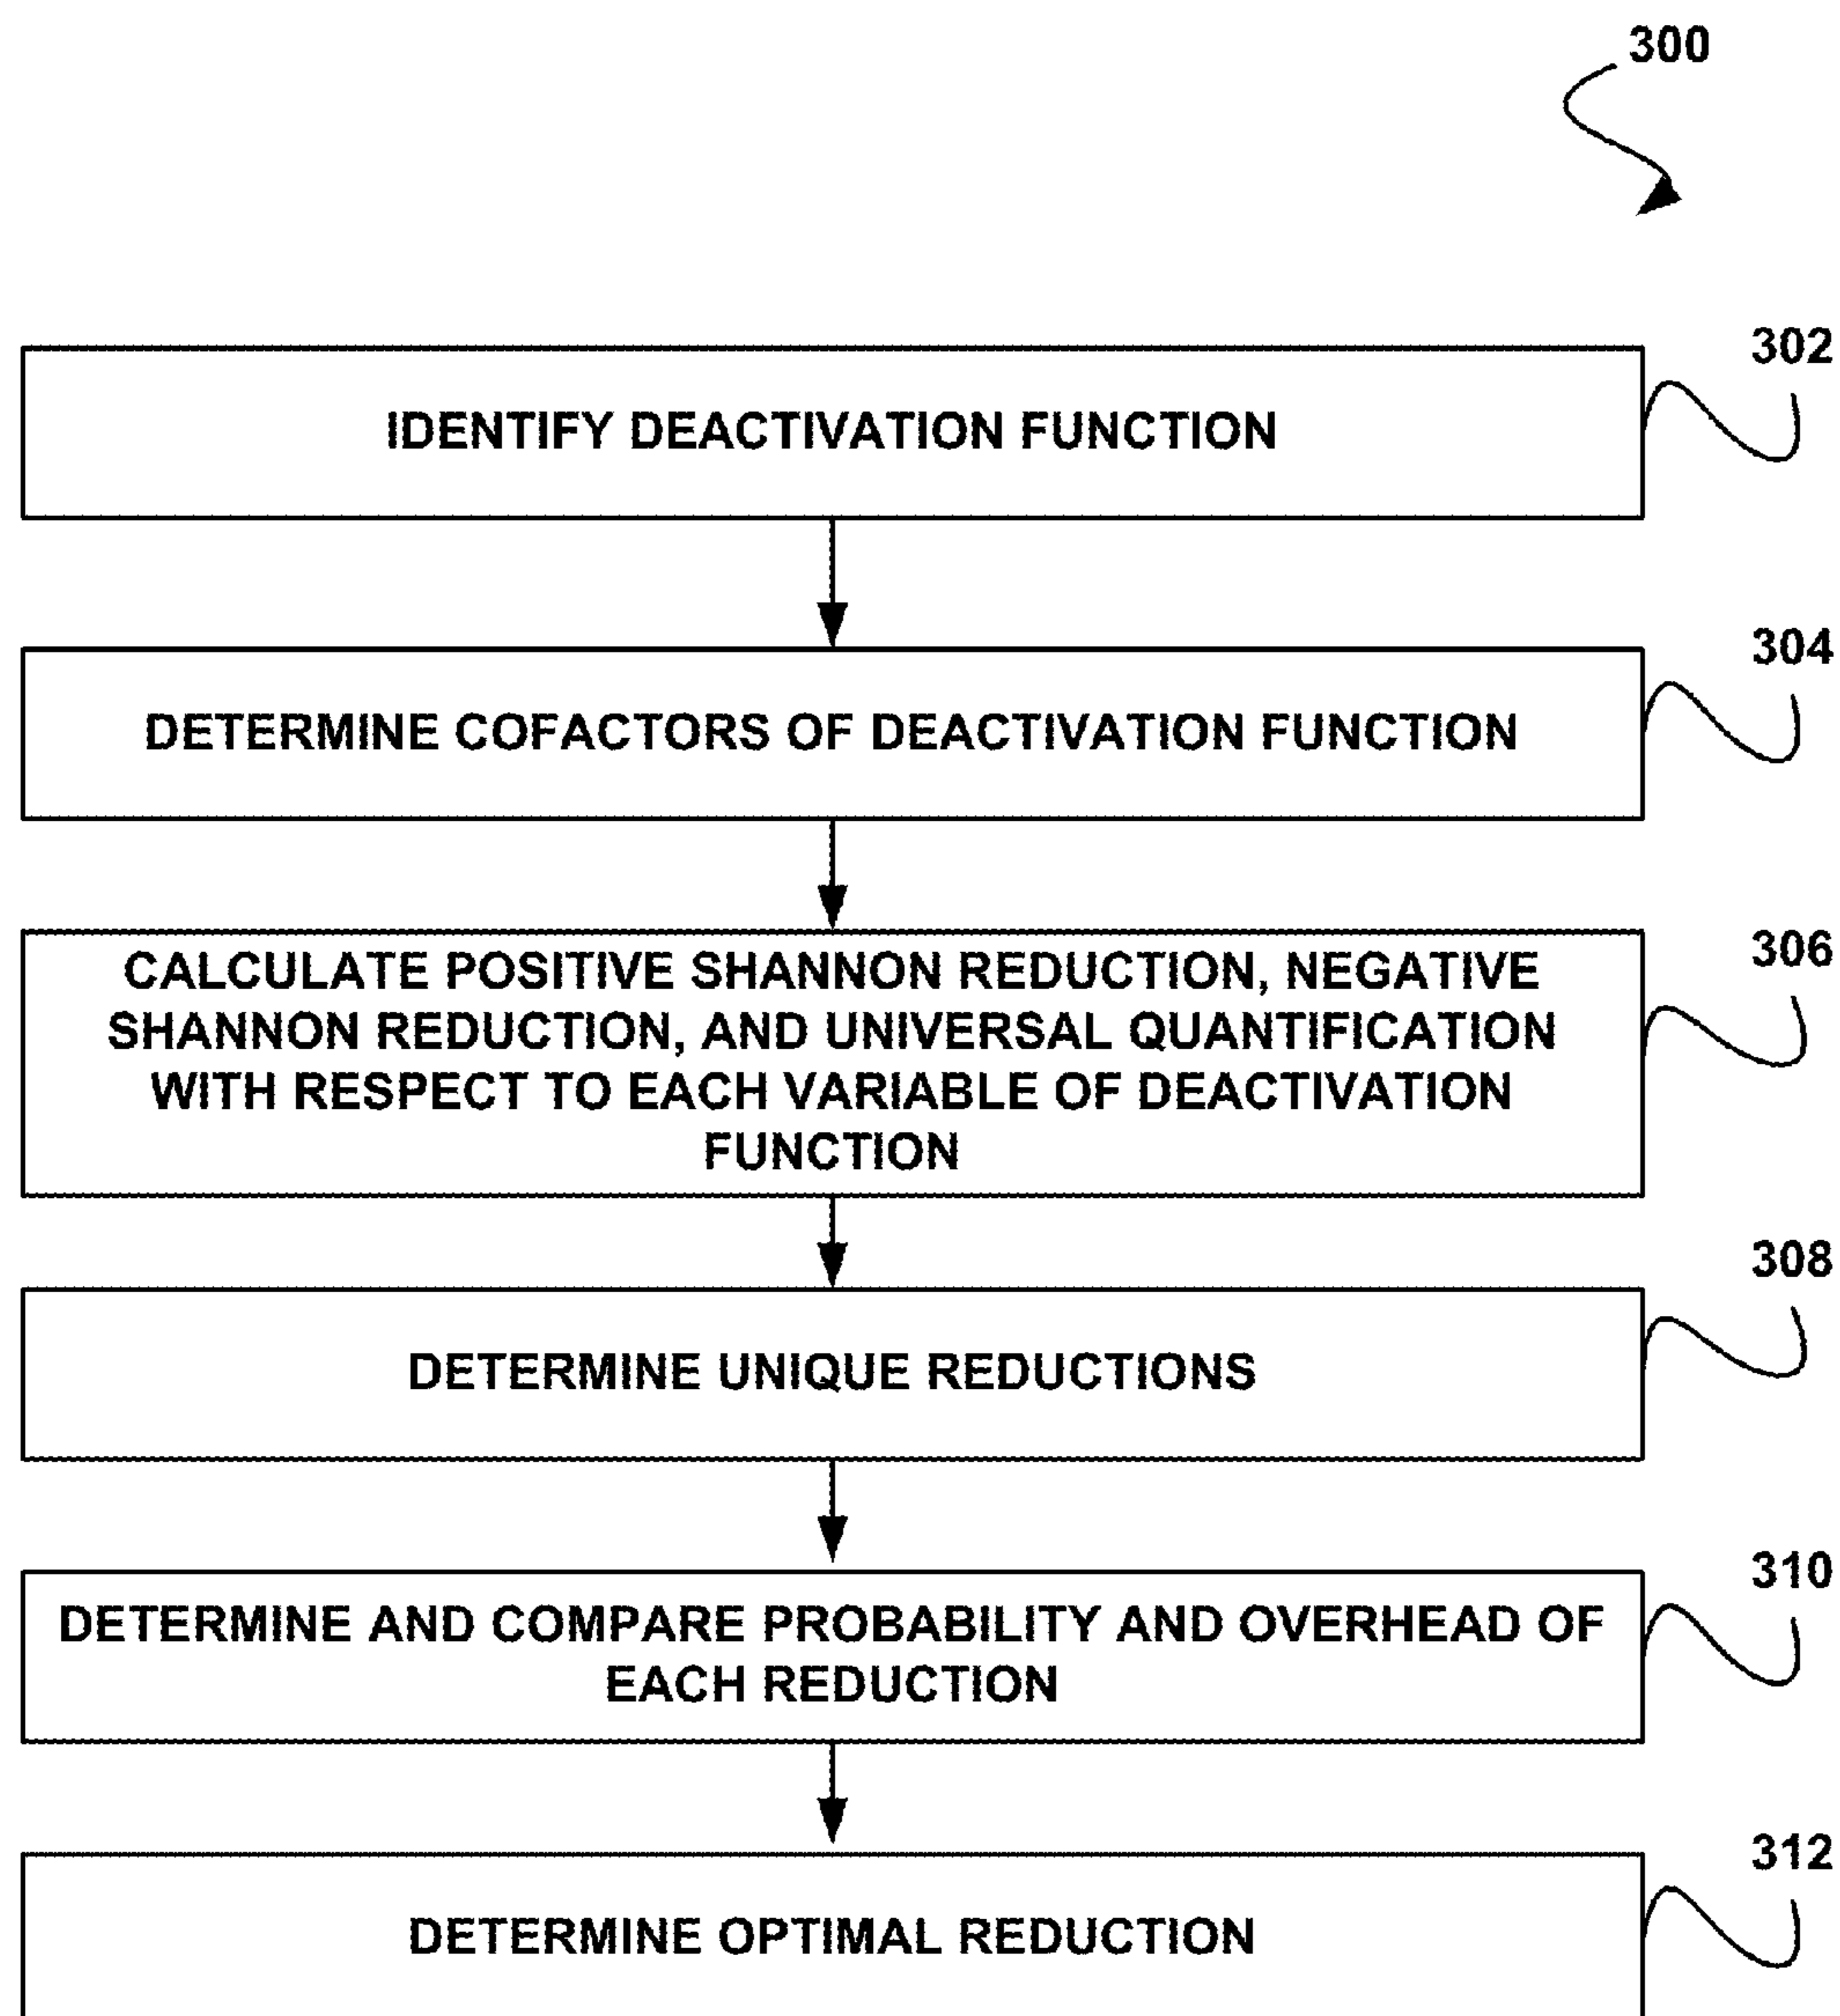 300
302
IDENTIFY DEACTIVATION FUNCTION
304
DETERMINE COFACTORS OF DEACTIVATION FUNCTION
306
CALCULATE POSITIVE SHANNON REDUCTION, NEGATIVE
SHANNON REDUCTION, AND UNIVERSAL QUANTIFICATION
WITH RESPECT TO EACH VARIABLE OF DEACTIVATION
FUNCTION
308
DETERMINE UNIQUE REDUCTIONS
310
DETERMINE AND COMPARE PROBABILITY AND OVERHEAD OF
EACH REDUCTION
312
DETERMINE OPTIMAL REDUCTION